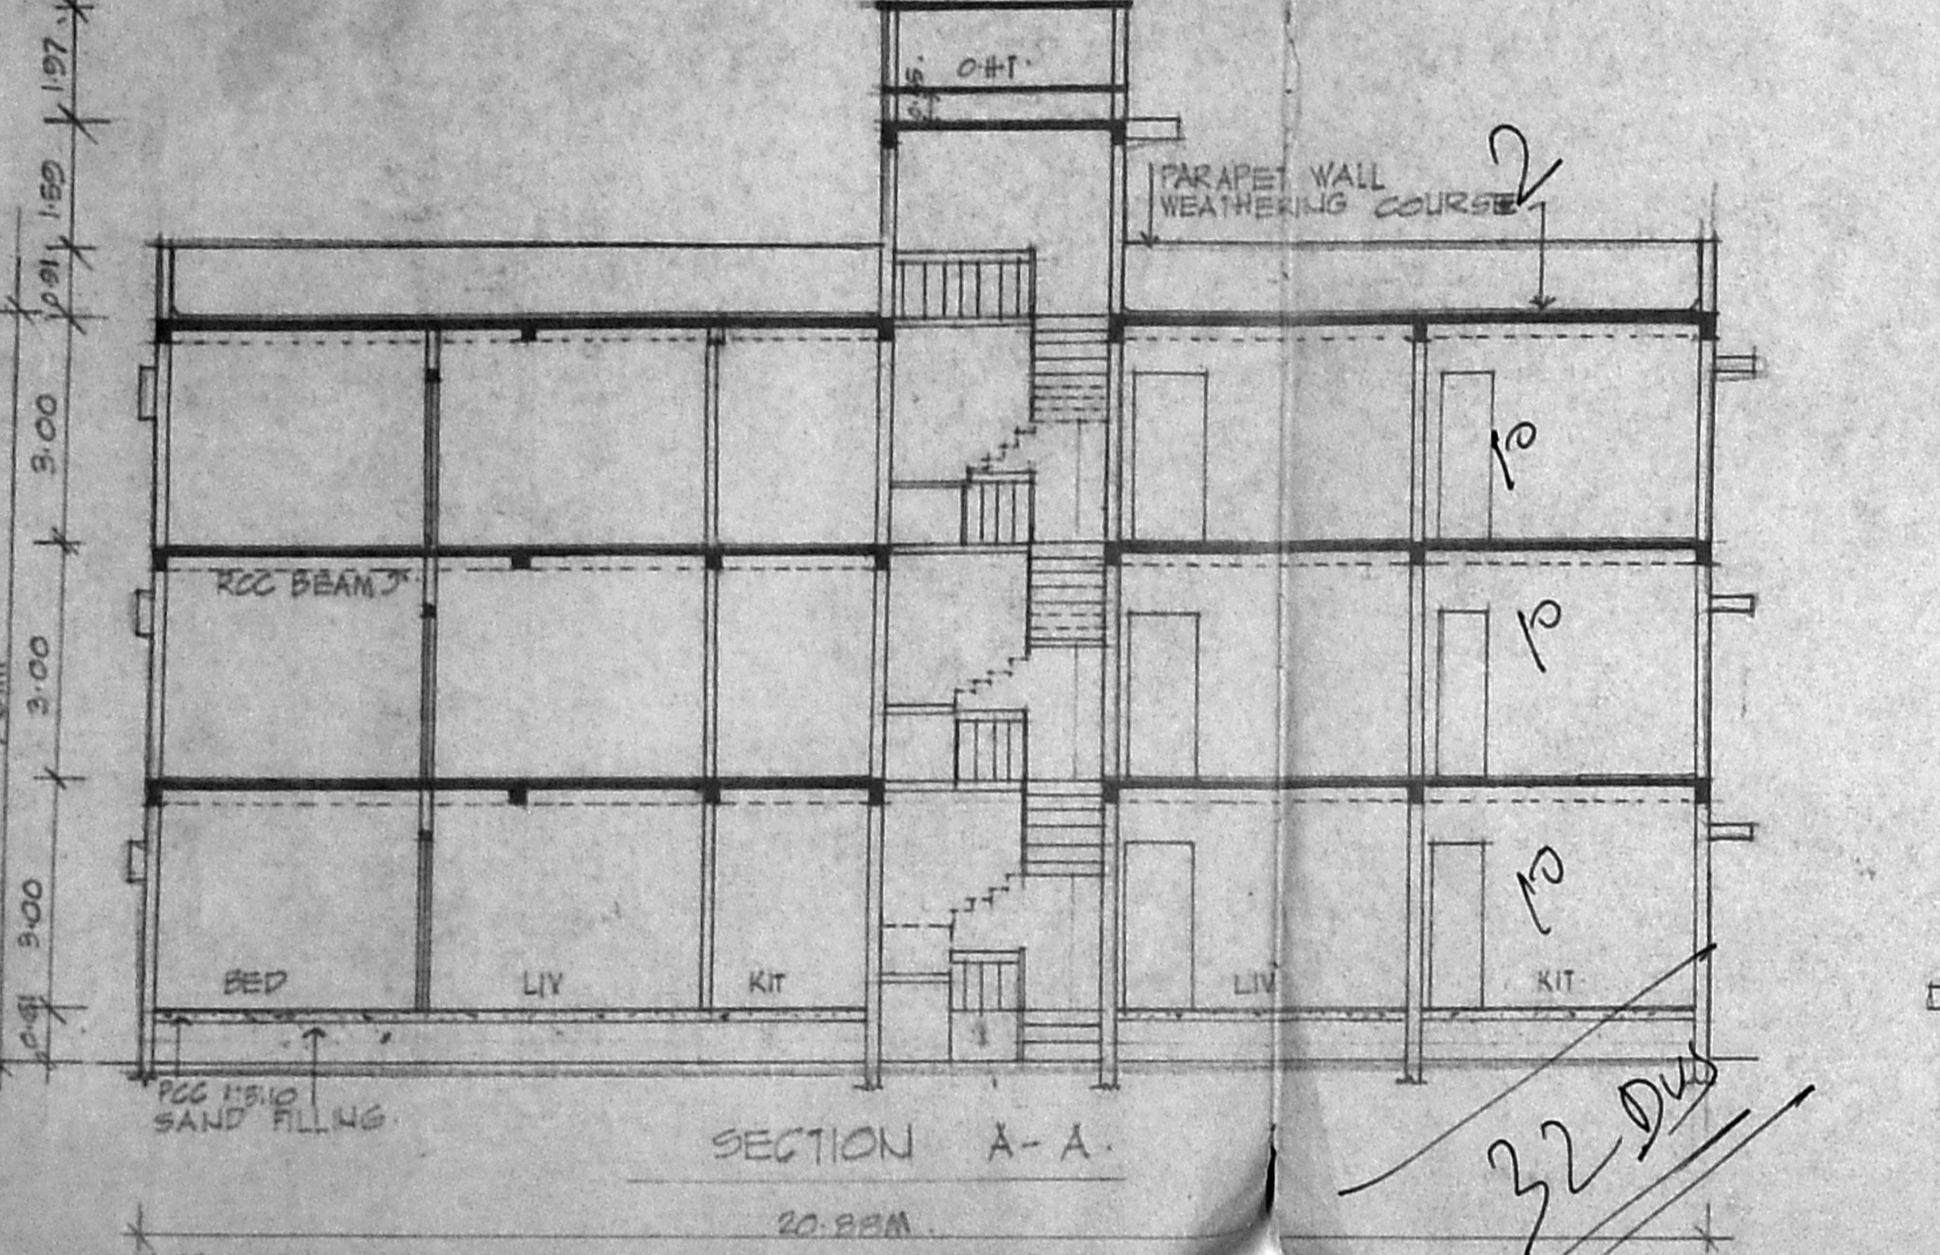 1.97
O.H.T.
PARAPET WALL
WEATHERING COURSE
2
1.59
0.91
3.00
10
RCC BEAM
3.00
10
3.00
10
BED
LIV
KIT
LIV
KIT
0.61
PCC 1:5:10
SAND FILLING.
SECTION A-A.
32 DUS
20.88M.